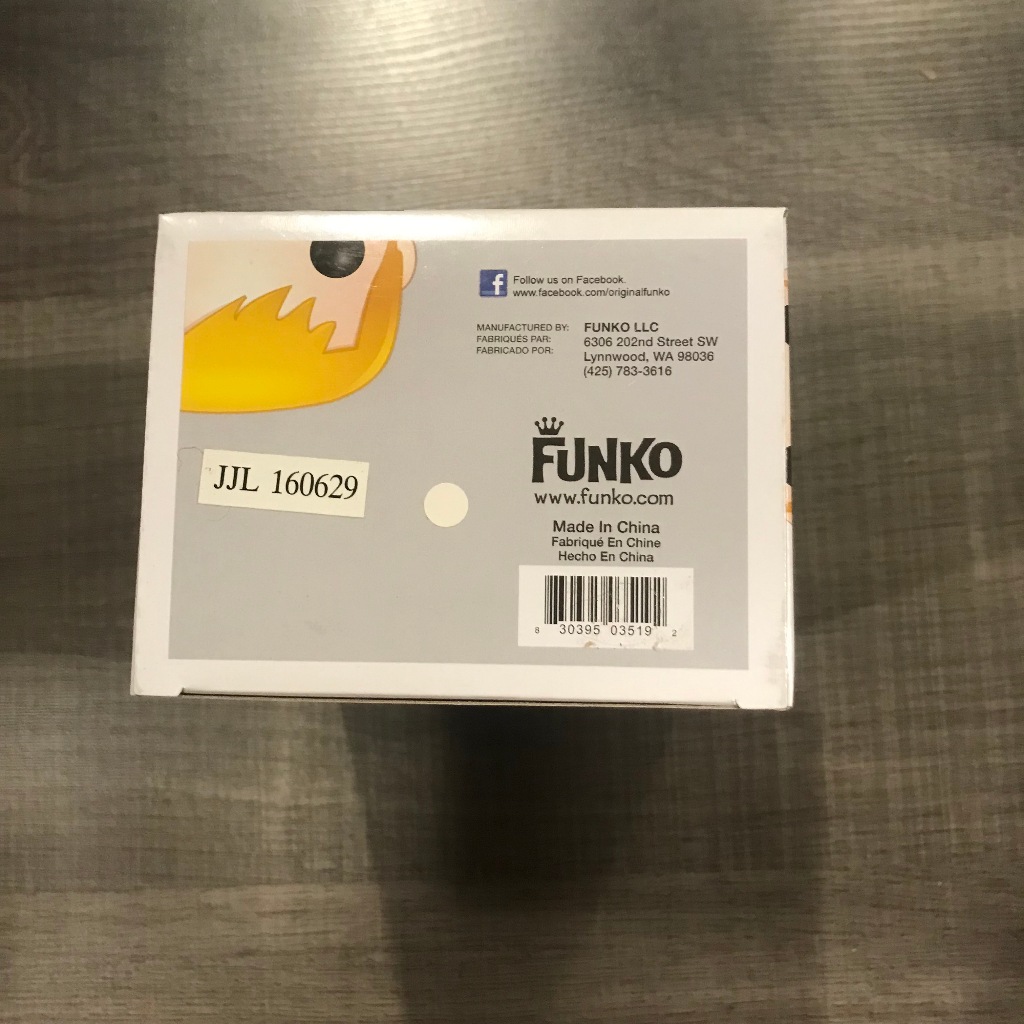 Follow us on Facebook.
www.facebook.com/originalfunko
MANUFACTURED BY:
FABRIQUÉS PAR:
FABRICADO POR:
FUNKO LLC
6306 202nd Street SW
Lynnwood, WA 98036
(425) 783-3616
FUNKO
www.funko.com
JJL 160629
Made In China
Fabriqué En Chine
Hecho En China
8 30395 03519 2